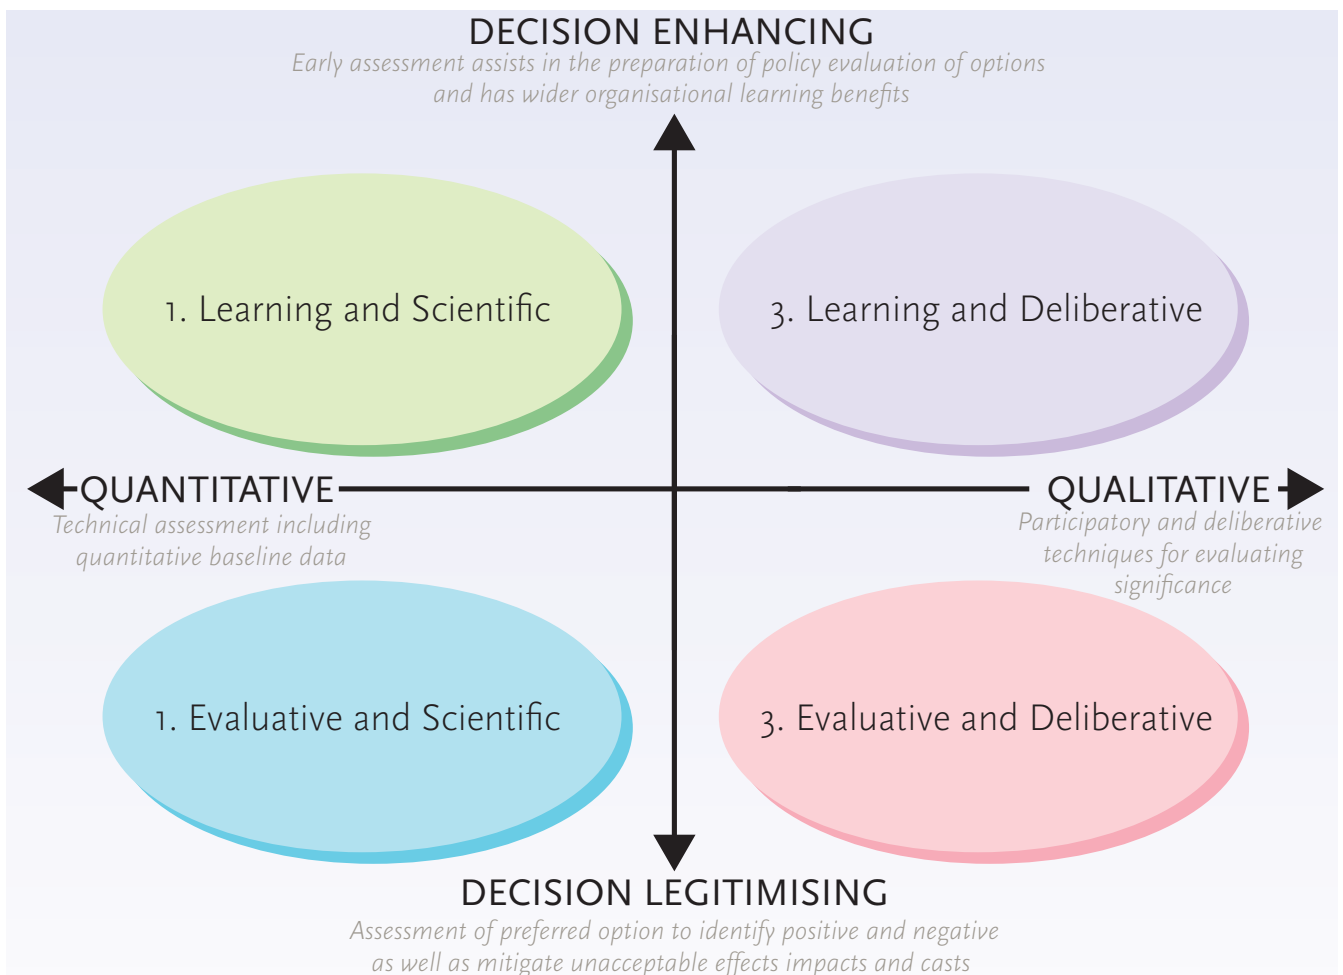 DECISION ENHANCING
Early assessment assists in the preparation of policy evaluation of options
and has wider organisational learning benefits
1. Learning and Scientific
3. Learning and Deliberative
QUANTITATIVE
Technical assessment including
quantitative baseline data
QUALITATIVE
Participatory and deliberative
techniques for evaluating
significance
1. Evaluative and Scientific
3. Evaluative and Deliberative
DECISION LEGITIMISING
Assessment of preferred option to identify positive and negative
as well as mitigate unacceptable effects impacts and casts